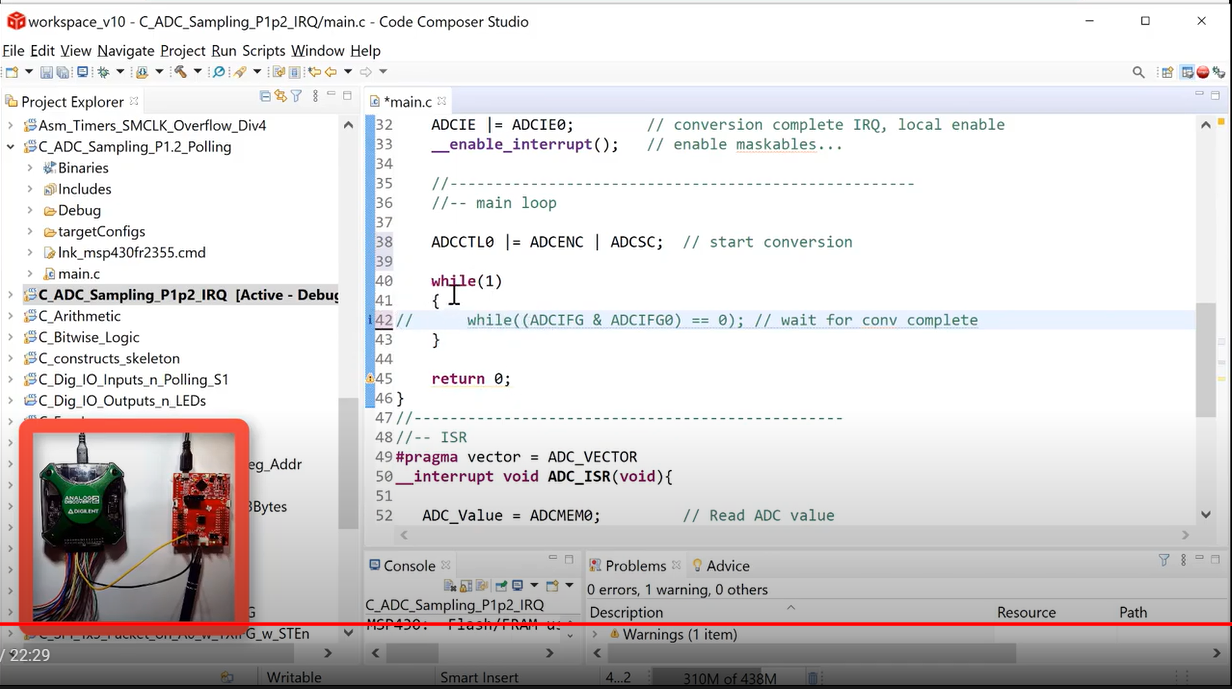 workspace_v10 - C_ADC_Sampling_P1p2_IRQ/main.c - Code Composer Studio
File Edit View Navigate Project Run Scripts Window Help
Project Explorer
Asm_Timers_SMCLK_Overflow_Div4
C_ADC_Sampling_P1.2_Polling
Binaries
Includes
Debug
targetConfigs
lnk_msp430fr2355.cmd
main.c
C_ADC_Sampling_P1p2_IRQ [Active - Debug
C_Arithmetic
C_Bitwise_Logic
C_constructs_skeleton
C_Dig_IO_Inputs_n_Polling_S1
C_Dig_IO_Outputs_n_LEDs
eg_Addr
Bytes
ANALOG
DISCOVERY
DIGILENT
/ 22:29
*main.c
32 ADCIE |= ADCIE0; // conversion complete IRQ, local enable
33 __enable_interrupt(); // enable maskables...
34
35 //----------------------------------------------------
36 //-- main loop
37
38 ADCCTL0 |= ADCENC | ADCSC; // start conversion
39
40 while(1)
41 {
42 // while((ADCIFG & ADCIFG0) == 0); // wait for conv complete
43 }
44
45 return 0;
46 }
47 //------------------------------------------------
48 //-- ISR
49 #pragma vector = ADC_VECTOR
50 __interrupt void ADC_ISR(void){
51
52 ADC_Value = ADCMEM0; // Read ADC value
Console
C_ADC_Sampling_P1p2_IRQ
MSP430: Flash/FRAM us
Problems Advice
0 errors, 1 warning, 0 others
Description Resource Path
Warnings (1 item)
Writable Smart Insert 4...2 310M of 438M